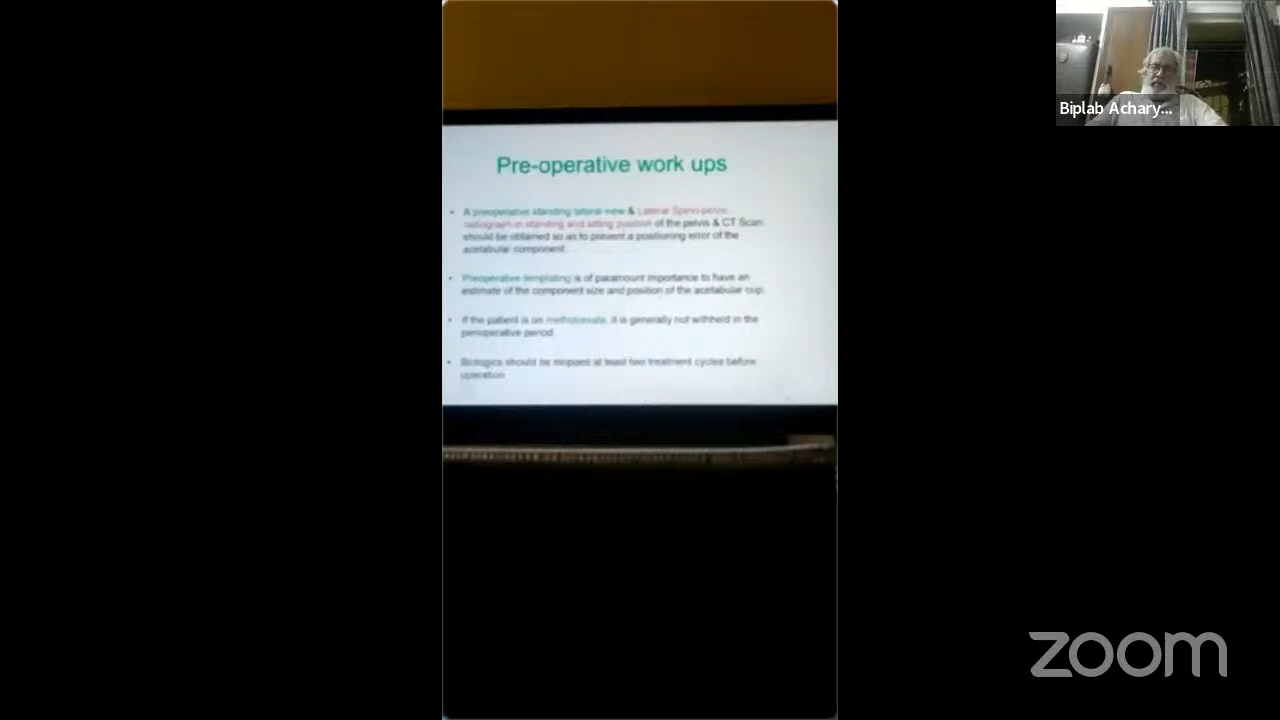 Biplab Achary...
Pre-operative work ups
• A preoperative standing lateral view & Lateral Spino-pelvic
radiograph in standing and sitting position of the pelvis & CT Scan
should be obtained so as to prevent a positioning error of the
acetabular component.
• Preoperative templating is of paramount importance to have an
estimate of the component size and position of the acetabular cup.
• If the patient is on methotrexate, it is generally not withheld in the
perioperative period.
• Biologics should be stopped at least two treatment cycles before
operation
zoom